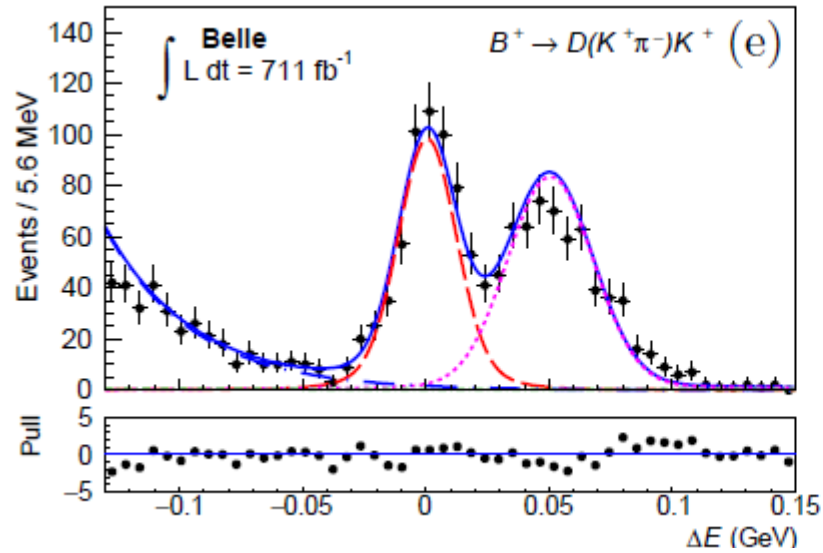 Belle
∫ L dt = 711 fb⁻¹
B⁺ → D(K⁺π⁻)K⁺ (e)
Events / 5.6 MeV
140
120
100
80
60
40
20
0
Pull
5
0
−5
−0.1 −0.05 0 0.05 0.1 0.15
ΔE (GeV)